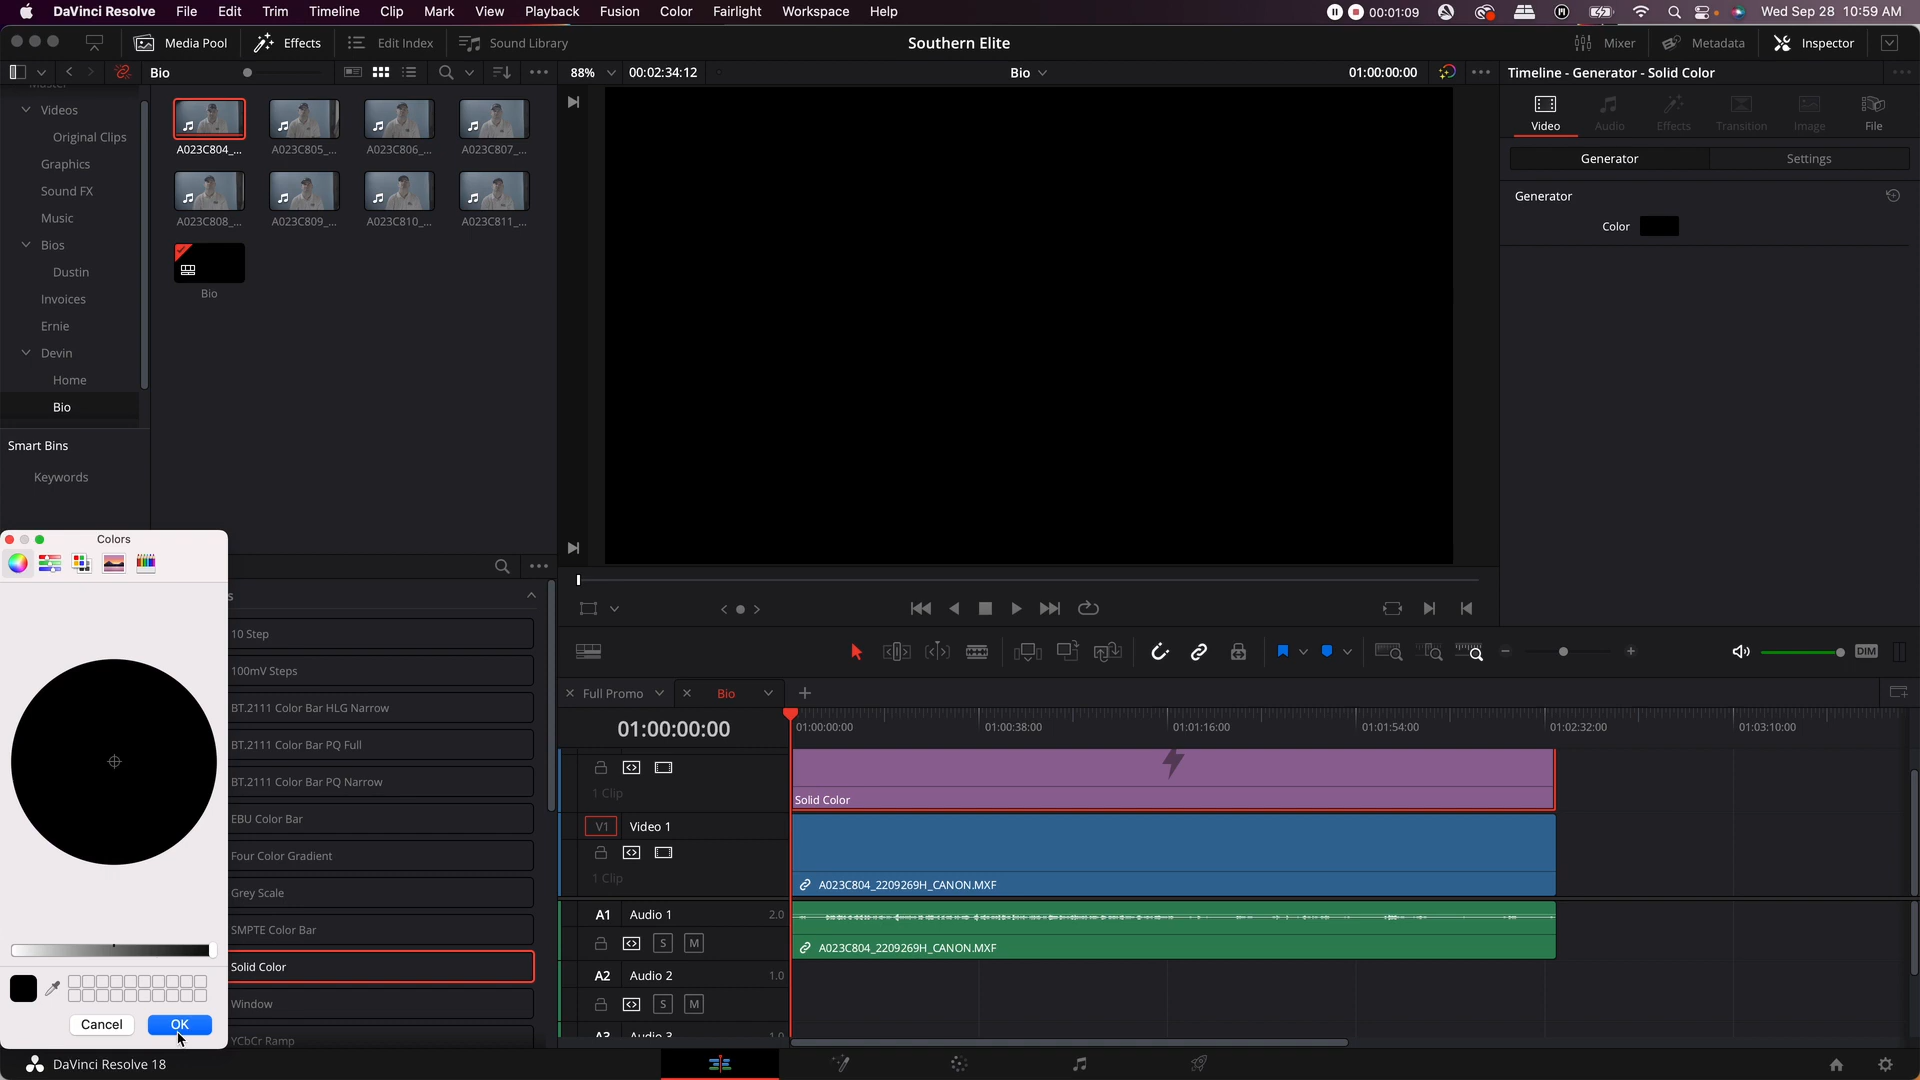 DaVinci Resolve File Edit Trim Timeline Clip Mark View Playback Fusion Color Fairlight Workspace Help 00:01:09 Wed Sep 28 10:59 AM
Media Pool Effects Edit Index Sound Library Southern Elite Mixer Metadata Inspector
Bio 88% 00:02:34:12 Bio 01:00:00:00 Timeline - Generator - Solid Color
Master
Videos
Original Clips
Graphics
Sound FX
Music
Bios
Dustin
Invoices
Ernie
Devin
Home
Bio
Smart Bins
Keywords
A023C804_... A023C805_... A023C806_... A023C807_...
A023C808_... A023C809_... A023C810_... A023C811_...
Bio
Video Audio Effects Transition Image File
Generator Settings
Generator
Color
Colors
Cancel OK
s
10 Step
100mV Steps
BT.2111 Color Bar HLG Narrow
BT.2111 Color Bar PQ Full
BT.2111 Color Bar PQ Narrow
EBU Color Bar
Four Color Gradient
Grey Scale
SMPTE Color Bar
Solid Color
Window
YCbCr Ramp
DIM
Full Promo Bio
01:00:00:00 01:00:00:00 01:00:38:00 01:01:16:00 01:01:54:00 01:02:32:00 01:03:10:00
1 Clip
Solid Color
V1 Video 1
1 Clip
A023C804_2209269H_CANON.MXF
A1 Audio 1 2.0
S M
A023C804_2209269H_CANON.MXF
A2 Audio 2 1.0
S M
A3 Audio 3 1.0
DaVinci Resolve 18